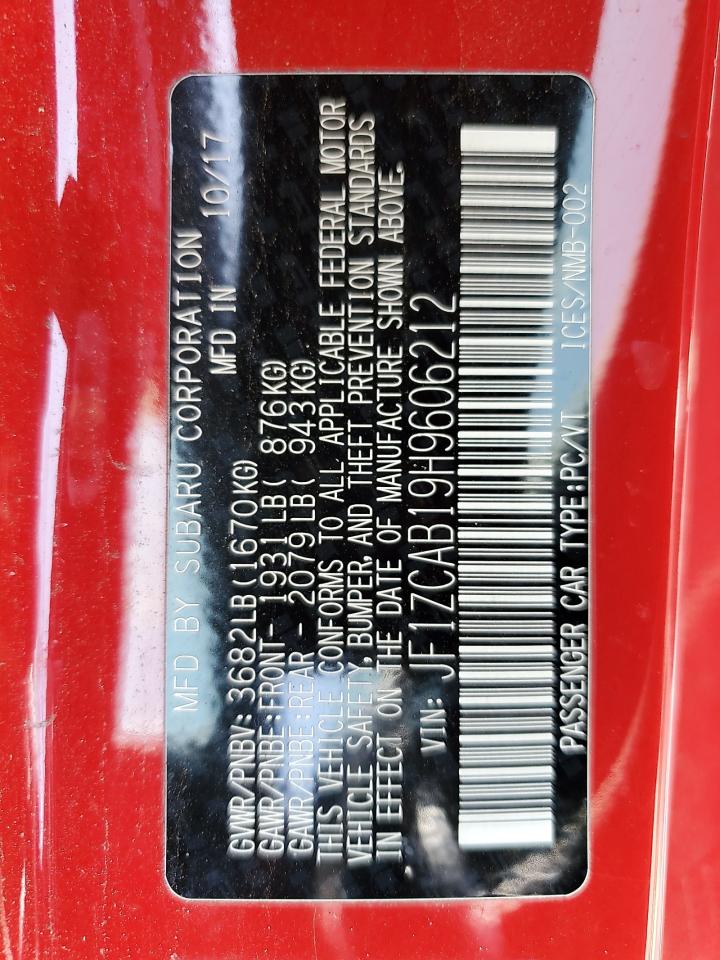 MFD BY SUBARU CORPORATION
MFD IN 10/17
GVWR/PNBV: 3682LB(1670KG)
GAWR/PNBE:FRONT- 1931LB( 876KG)
GAWR/PNBE:REAR - 2079LB( 943KG)
THIS VEHICLE CONFORMS TO ALL APPLICABLE FEDERAL MOTOR
VEHICLE SAFETY, BUMPER, AND THEFT PREVENTION STANDARDS
IN EFFECT ON THE DATE OF MANUFACTURE SHOWN ABOVE.
VIN: JF1ZCAB19H9606212
PASSENGER CAR TYPE:PC/VT ICES/NMB-002